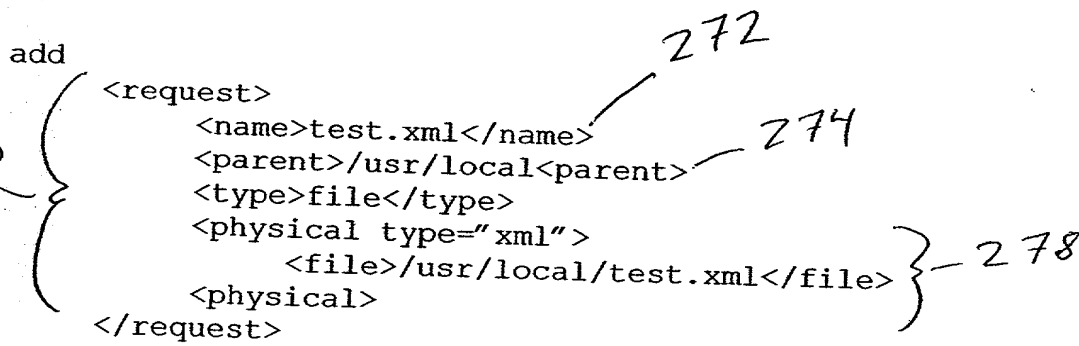 272
add
<request>
<name>test.xml</name>
274
<parent>/usr/local<parent>
<type>file</type>
<physical type="xml">
<file>/usr/local/test.xml</file>
278
<physical>
</request>